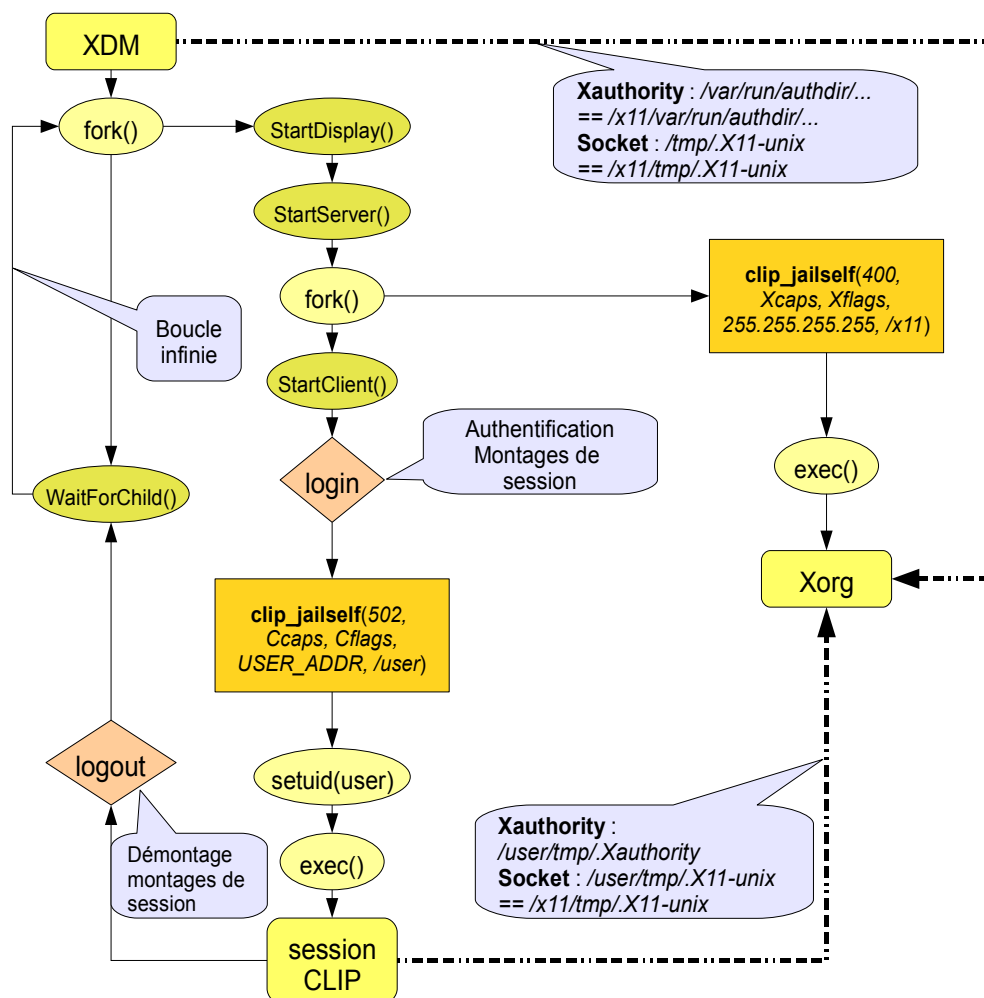 XDM
Xauthority : /var/run/authdir/...
== /x11/var/run/authdir/...
Socket : /tmp/.X11-unix
== /x11/tmp/.X11-unix
fork()
StartDisplay()
StartServer()
fork()
clip_jailself(400,
Xcaps, Xflags,
255.255.255.255, /x11)
Boucle
infinie
StartClient()
Authentification
Montages de
session
login
exec()
WaitForChild()
Xorg
clip_jailself(502,
Ccaps, Cflags,
USER_ADDR, /user)
logout
setuid(user)
Xauthority :
/user/tmp/.Xauthority
Socket : /user/tmp/.X11-unix
== /x11/tmp/.X11-unix
Démontage
montages de
session
exec()
session
CLIP